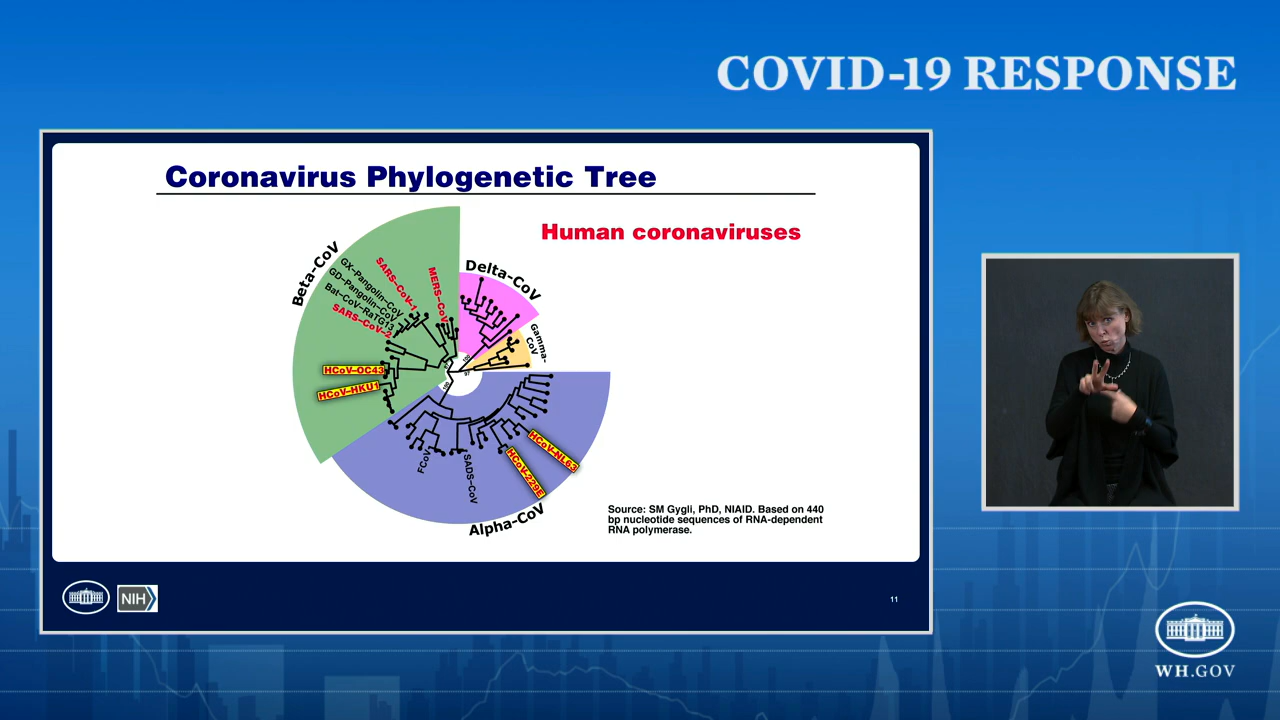 COVID-19 RESPONSE
Coronavirus Phylogenetic Tree
Human coronaviruses
Beta-CoV
GX-Pangolin-CoV
GD-Pangolin-CoV
Bat-CoV-RaTG13
SARS-CoV-2
SARS-CoV-1
MERS-CoV
Delta-CoV
Gamma-
CoV
HCoV-OC43
HCoV-HKU1
100
97
FCoV
SADS-CoV
HCoV-229E
HCoV-NL63
Alpha-CoV
Source: SM Gygli, PhD, NIAID. Based on 440
bp nucleotide sequences of RNA-dependent
RNA polymerase.
NIH
11
WH.GOV